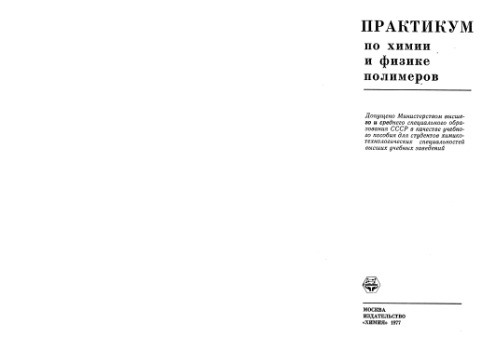 ПРАКТИКУМ
по химии
и физике
полимеров
Допущено Министерством высше-
го и среднего специального обра-
зования СССР в качестве учебно-
го пособия для студентов химико-
технологических специальностей
высших учебных заведений
МОСКВА
ИЗДАТЕЛЬСТВО
«ХИМИЯ» 1977